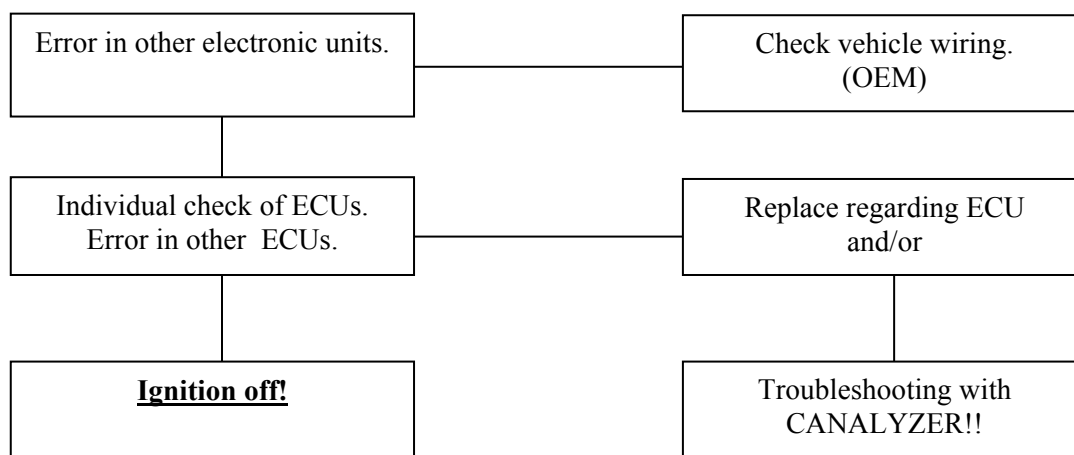 Error in other electronic units.
Check vehicle wiring.
(OEM)
Individual check of ECUs.
Error in other  ECUs.
Replace regarding ECU
and/or
Ignition off!
Troubleshooting with
CANALYZER!!